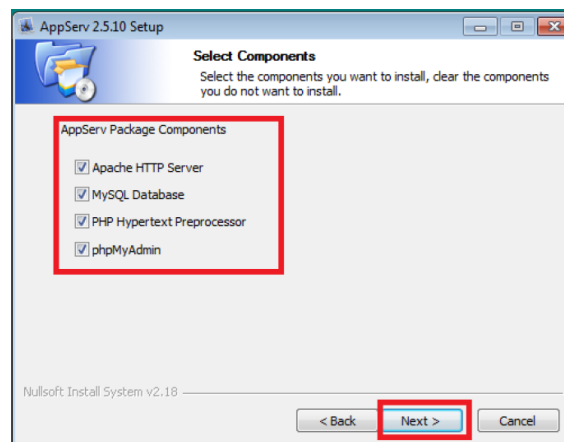 AppServ 2.5.10 Setup
Select Components
Select the components you want to install, clear the components
you do not want to install.
AppServ Package Components
Apache HTTP Server
MySQL Database
PHP Hypertext Preprocessor
phpMyAdmin
Nullsoft Install System v2.18
< Back Next > Cancel